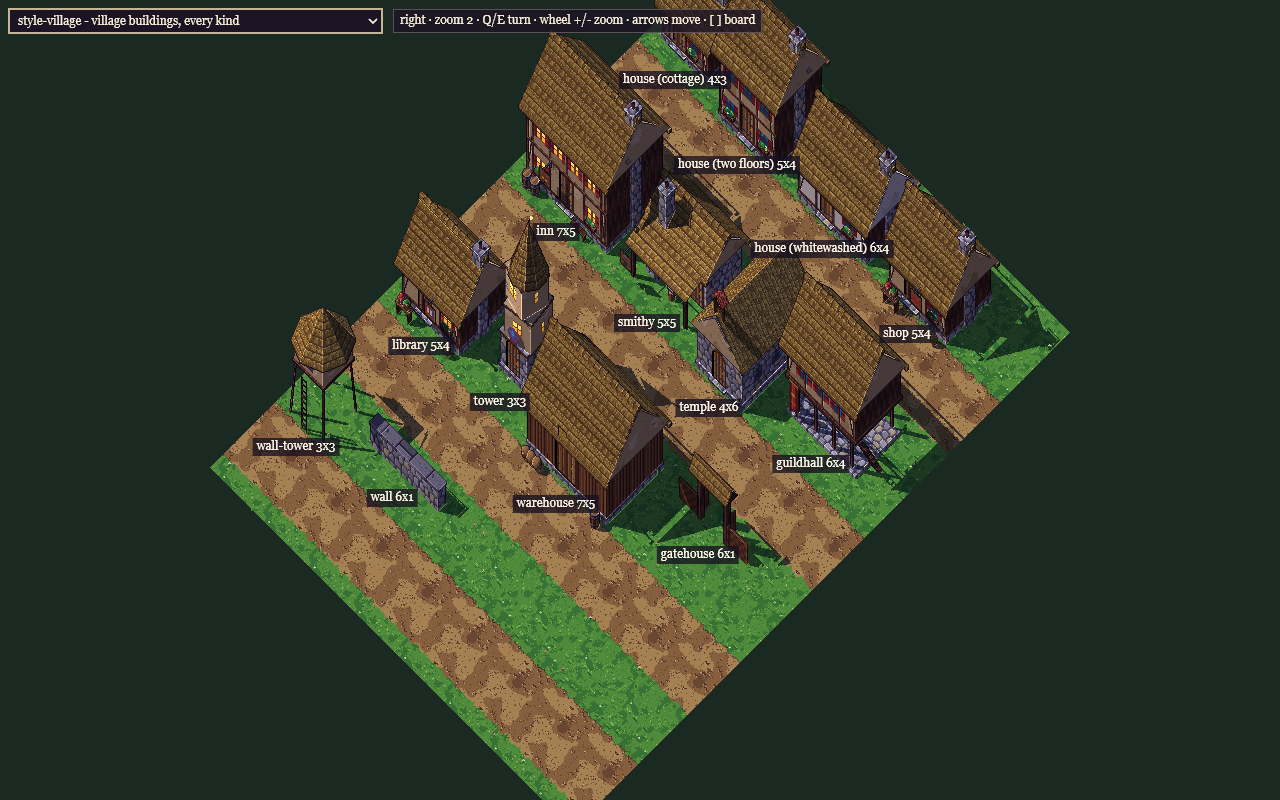 style-village - village buildings, every kind
right · zoom 2 · Q/E turn · wheel +/- zoom · arrows move · [ ] board
house (cottage) 4x3
house (two floors) 5x4
inn 7x5
house (whitewashed) 6x4
smithy 5x5
shop 5x4
library 5x4
tower 3x3
temple 4x6
wall-tower 3x3
guildhall 6x4
wall 6x1
warehouse 7x5
gatehouse 6x1